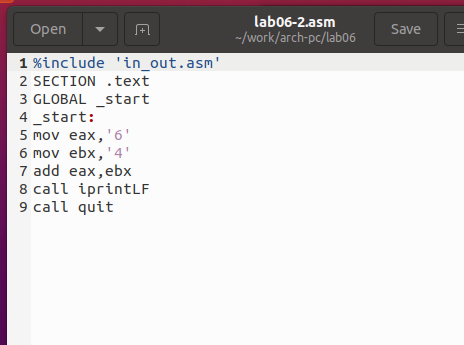 Open
lab06-2.asm
~/work/arch-pc/lab06
Save
1 %include 'in_out.asm'
2 SECTION .text
3 GLOBAL _start
4 _start:
5 mov eax,'6'
6 mov ebx,'4'
7 add eax,ebx
8 call iprintLF
9 call quit